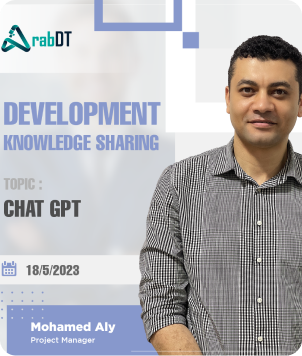 ArabDT
DEVELOPMENT
KNOWLEDGE SHARING
TOPIC :
CHAT GPT
18/5/2023
Mohamed Aly
Project Manager